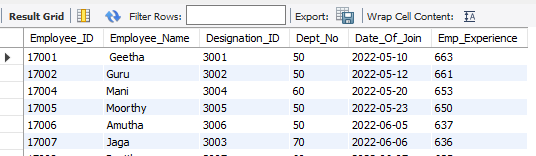 Result Grid Filter Rows: Export: Wrap Cell Content:
Employee_ID Employee_Name Designation_ID Dept_No Date_Of_Join Emp_Experience
17001 Geetha 3001 50 2022-05-10 663
17002 Guru 3002 50 2022-05-12 661
17004 Mani 3004 60 2022-05-20 653
17005 Moorthy 3005 50 2022-05-23 650
17006 Amutha 3006 50 2022-06-05 637
17007 Jaga 3003 70 2022-06-06 636